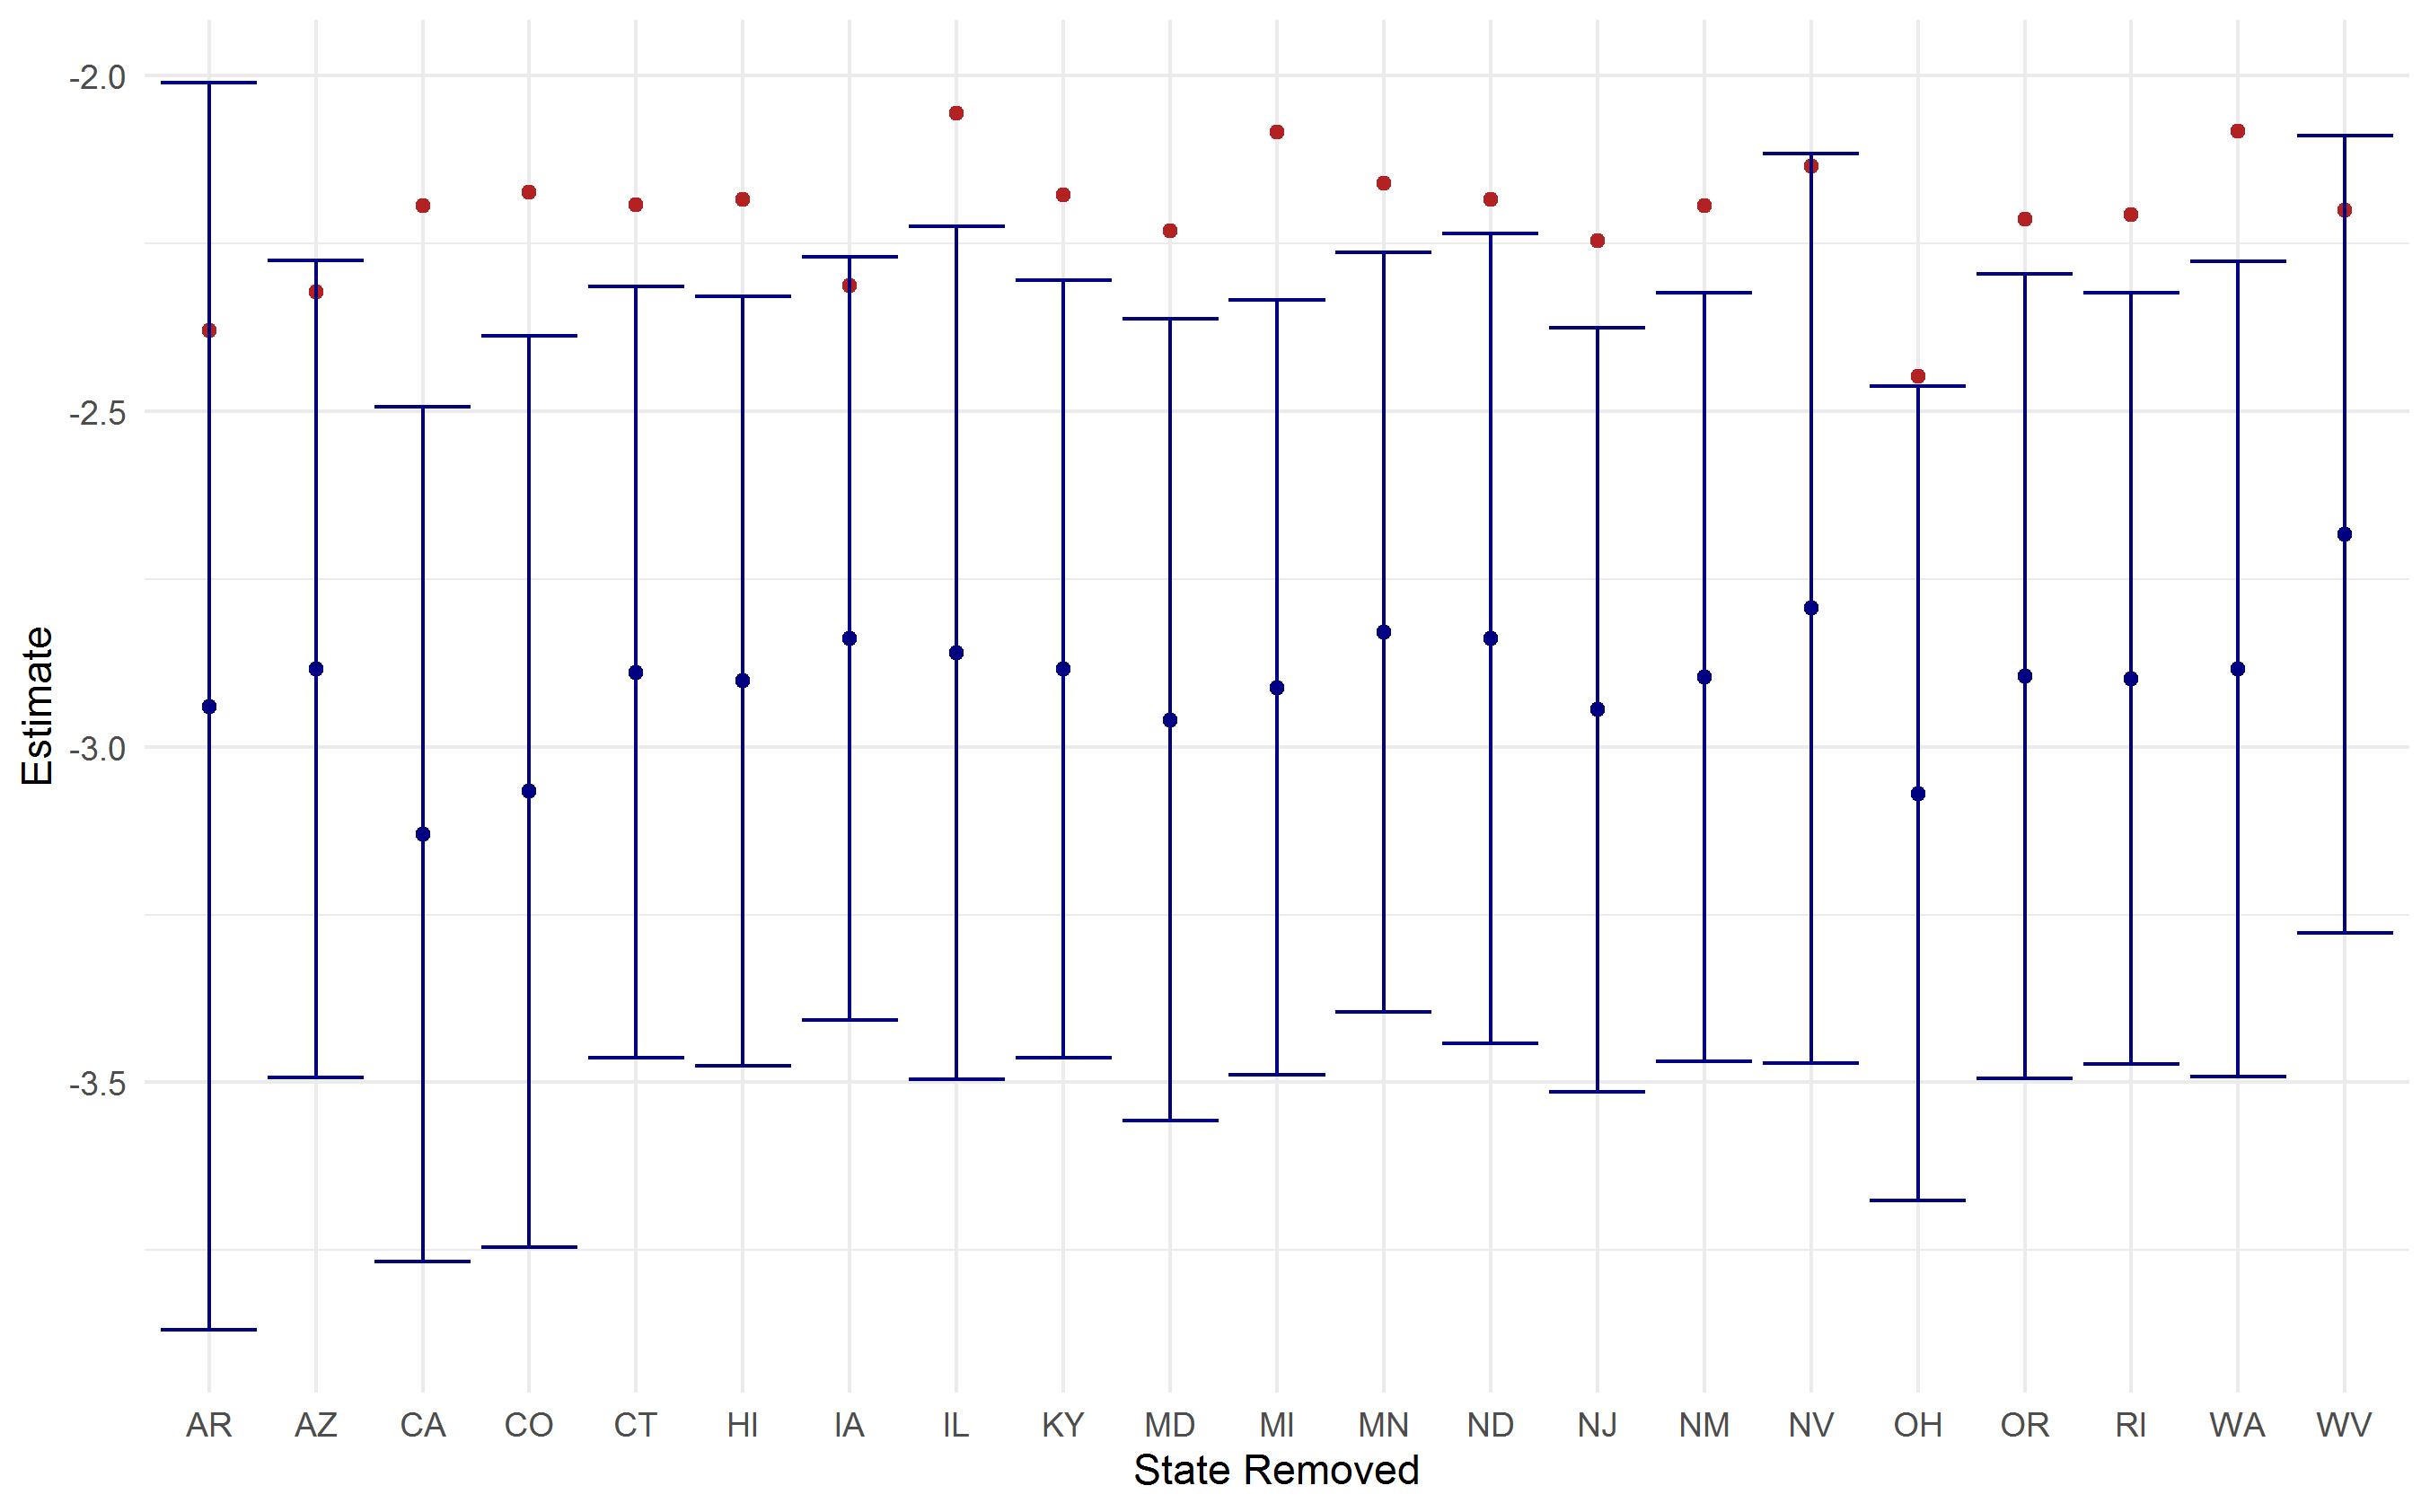 Estimate
-2.0
-2.5
-3.0
-3.5
AR AZ CA CO CT HI IA IL KY MD MI MN ND NJ NM NV OH OR RI WA WV
State Removed